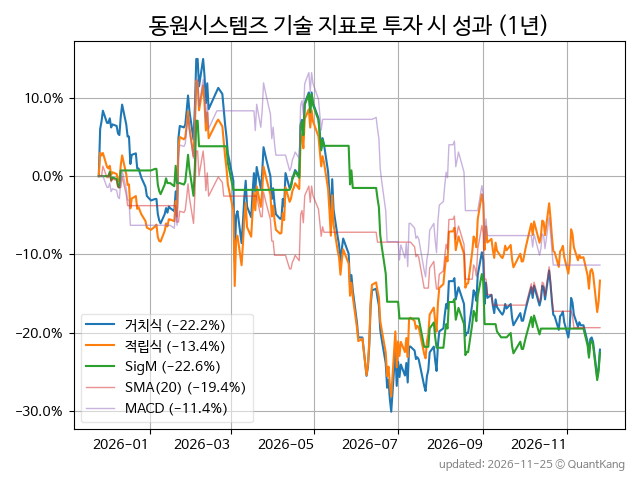 동원시스템즈 기술 지표로 투자 시 성과 (1년)
10.0%
0.0%
−10.0%
−20.0%
−30.0%
거치식 (−22.2%)
적립식 (−13.4%)
SigM (−22.6%)
SMA(20) (−19.4%)
MACD (−11.4%)
2026−01
2026−03
2026−05
2026−07
2026−09
2026−11
updated: 2026-11-25 © QuantKang